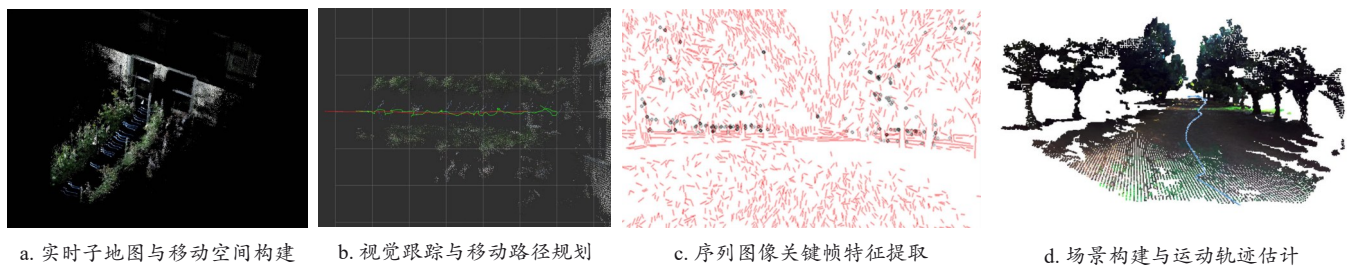 a. 实时子地图与移动空间构建
b. 视觉跟踪与移动路径规划
c. 序列图像关键帧特征提取
d. 场景构建与运动轨迹估计